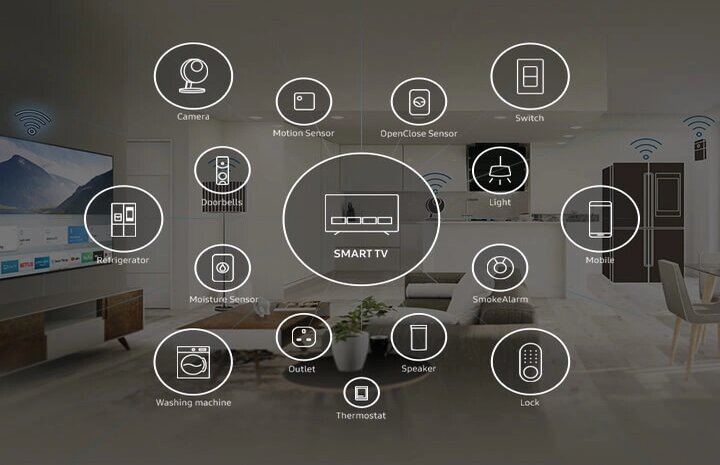 Camera
Motion Sensor
OpenClose Sensor
Switch
Doorbells
Light
SMART TV
Refrigerator
Mobile
Moisture Sensor
SmokeAlarm
Washing machine
Outlet
Speaker
Lock
Thermostat